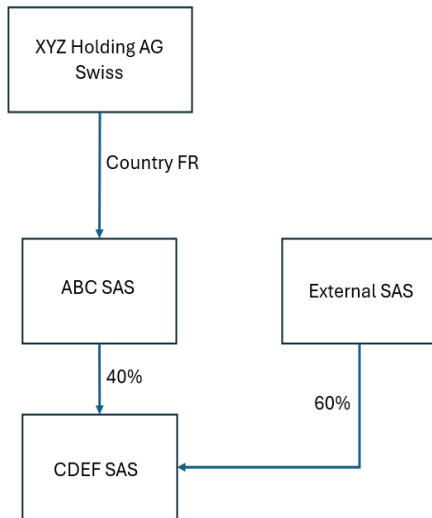 XYZ Holding AG
Swiss
Country FR
ABC SAS
External SAS
40%
60%
CDEF SAS